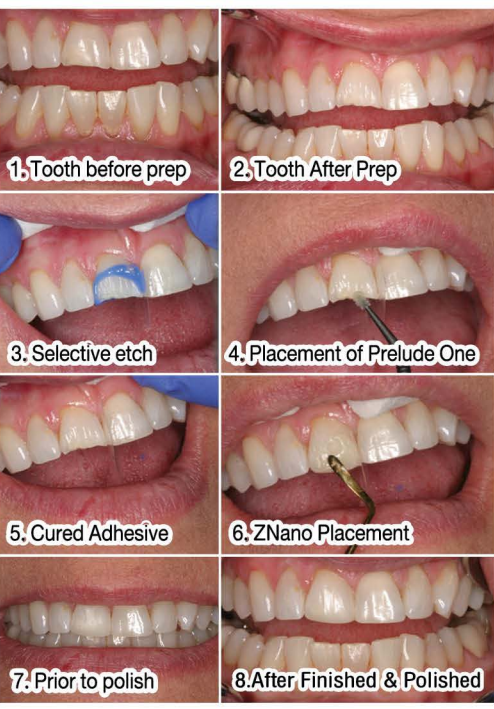 1. Tooth before prep
2. Tooth After Prep
3. Selective etch
4. Placement of Prelude One
5. Cured Adhesive
6. ZNano Placement
7. Prior to polish
8.After Finished & Polished